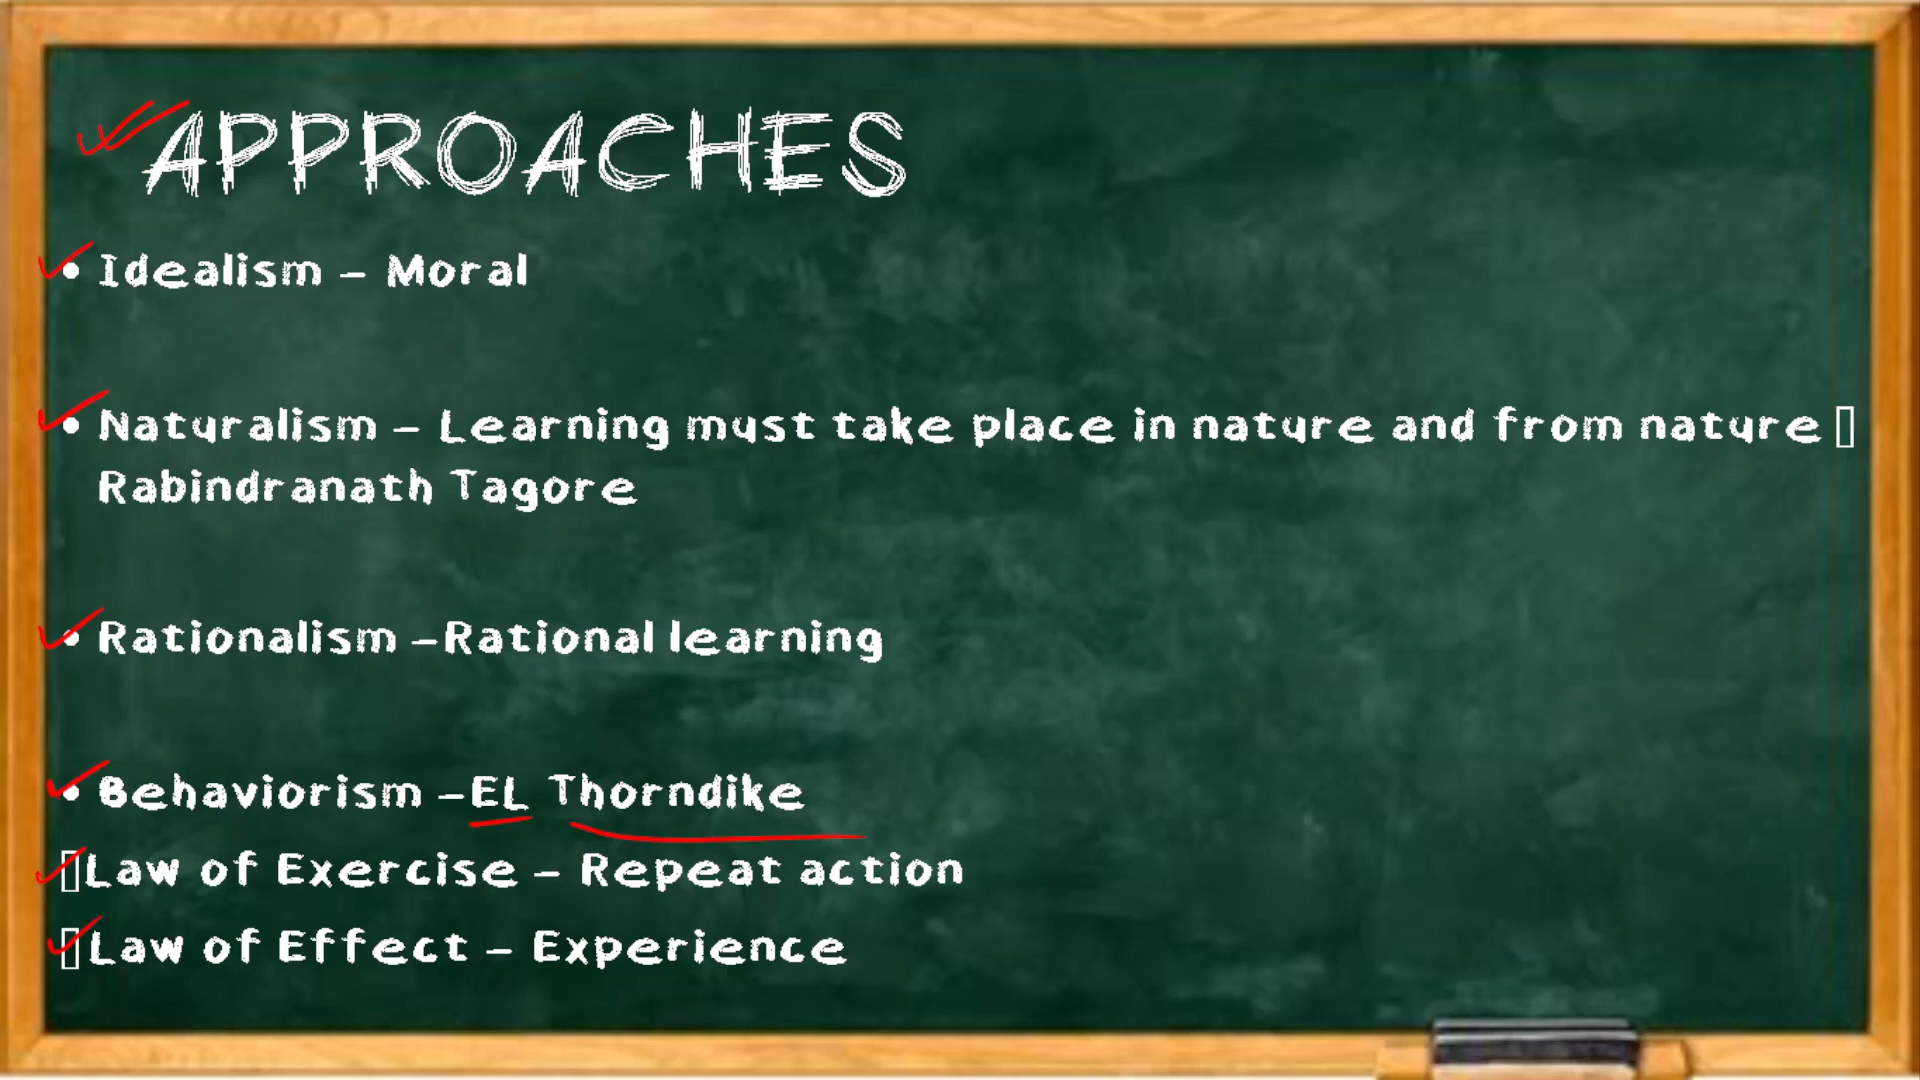 APPROACHES
• Idealism – Moral
• Naturalism – Learning must take place in nature and from nature
Rabindranath Tagore
• Rationalism –Rational learning
• Behaviorism –EL Thorndike
Law of Exercise – Repeat action
Law of Effect – Experience